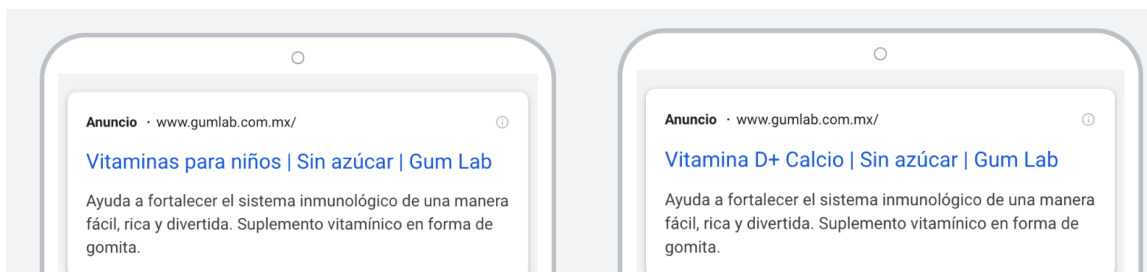 Anuncio · www.gumlab.com.mx/
Vitaminas para niños | Sin azúcar | Gum Lab
Ayuda a fortalecer el sistema inmunológico de una manera
fácil, rica y divertida. Suplemento vitamínico en forma de
gomita.
Anuncio · www.gumlab.com.mx/
Vitamina D+ Calcio | Sin azúcar | Gum Lab
Ayuda a fortalecer el sistema inmunológico de una manera
fácil, rica y divertida. Suplemento vitamínico en forma de
gomita.